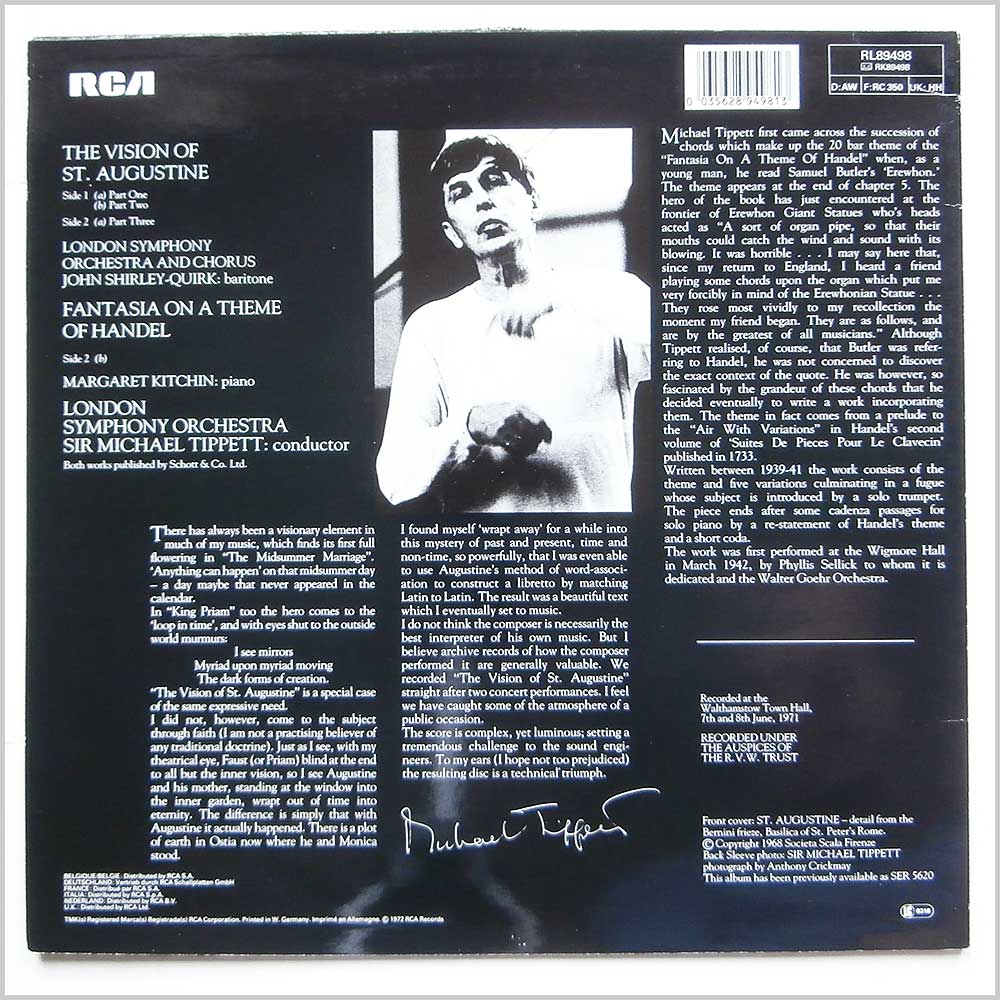 RCA
0 035628 949813
RL89498
RK89498
D:AW F:RC 350 UK: HH
THE VISION OF
ST. AUGUSTINE
Side 1 (a) Part One
(b) Part Two
Side 2 (a) Part Three
LONDON SYMPHONY
ORCHESTRA AND CHORUS
JOHN SHIRLEY-QUIRK: baritone
FANTASIA ON A THEME
OF HANDEL
Side 2 (b)
MARGARET KITCHIN: piano
LONDON
SYMPHONY ORCHESTRA
SIR MICHAEL TIPPETT: conductor
Both works published by Schott & Co. Ltd.
There has always been a visionary element in
much of my music, which finds its first full
flowering in "The Midsummer Marriage".
'Anything can happen' on that midsummer day
– a day maybe that never appeared in the
calendar.
In "King Priam" too the hero comes to the
'loop in time', and with eyes shut to the outside
world murmurs:
I see mirrors
Myriad upon myriad moving
The dark forms of creation.
"The Vision of St. Augustine" is a special case
of the same expressive need.
I did not, however, come to the subject
through faith (I am not a practising believer of
any traditional doctrine). Just as I see, with my
theatrical eye, Faust (or Priam) blind at the end
to all but the inner vision, so I see Augustine
and his mother, standing at the window into
the inner garden, wrapt out of time into
eternity. The difference is simply that with
Augustine it actually happened. There is a plot
of earth in Ostia now where he and Monica
stood.
I found myself 'wrapt away' for a while into
this mystery of past and present, time and
non-time, so powerfully, that I was even able
to use Augustine's method of word-associ-
ation to construct a libretto by matching
Latin to Latin. The result was a beautiful text
which I eventually set to music.
I do not think the composer is necessarily the
best interpreter of his own music. But I
believe archive records of how the composer
performed it are generally valuable. We
recorded "The Vision of St. Augustine"
straight after two concert performances. I feel
we have caught some of the atmosphere of a
public occasion.
The score is complex, yet luminous; setting a
tremendous challenge to the sound engi-
neers. To my ears (I hope not too prejudiced)
the resulting disc is a technical triumph.
Michael Tippett
Michael Tippett first came across the succession of
chords which make up the 20 bar theme of the
"Fantasia On A Theme Of Handel" when, as a
young man, he read Samuel Butler's 'Erewhon.'
The theme appears at the end of chapter 5. The
hero of the book has just encountered at the
frontier of Erewhon Giant Statues who's heads
acted as "A sort of organ pipe, so that their
mouths could catch the wind and sound with its
blowing. It was horrible . . . I may say here that,
since my return to England, I heard a friend
playing some chords upon the organ which put me
very forcibly in mind of the Erewhonian Statue . . .
They rose most vividly to my recollection the
moment my friend began. They are as follows, and
are by the greatest of all musicians." Although
Tippett realised, of course, that Butler was refer-
ring to Handel, he was not concerned to discover
the exact context of the quote. He was however, so
fascinated by the grandeur of these chords that he
decided eventually to write a work incorporating
them. The theme in fact comes from a prelude to
the "Air With Variations" in Handel's second
volume of 'Suites De Pieces Pour Le Clavecin'
published in 1733.
Written between 1939-41 the work consists of the
theme and five variations culminating in a fugue
whose subject is introduced by a solo trumpet.
The piece ends after some cadenza passages for
solo piano by a re-statement of Handel's theme
and a short coda.
The work was first performed at the Wigmore Hall
in March 1942, by Phyllis Sellick to whom it is
dedicated and the Walter Goehr Orchestra.
Recorded at the
Walthamstow Town Hall,
7th and 8th June, 1971
RECORDED UNDER
THE AUSPICES OF
THE R.V.W. TRUST
Front cover: ST. AUGUSTINE – detail from the
Bernini frieze, Basilica of St. Peter's Rome.
© Copyright 1968 Societa Scala Firenze
Back Sleeve photo: SIR MICHAEL TIPPETT
photograph by Anthony Crickmay
This album has been previously available as SER 5620
BELGIQUE/BELGIE: Distributed by RCA S.A.
DEUTSCHLAND: Vertrieb durch RCA Schallplatten GmbH
FRANCE: Distribué par RCA S.A.
ITALIA: Distributed by RCA S.p.A.
NEDERLAND: Distributed by RCA B.V.
U.K.: Distributed by RCA Ltd.
TMK(s) Registered Marca(s) Registrada(s) RCA Corporation. Printed in W. Germany. Imprimé en Allemagne. © 1972 RCA Records